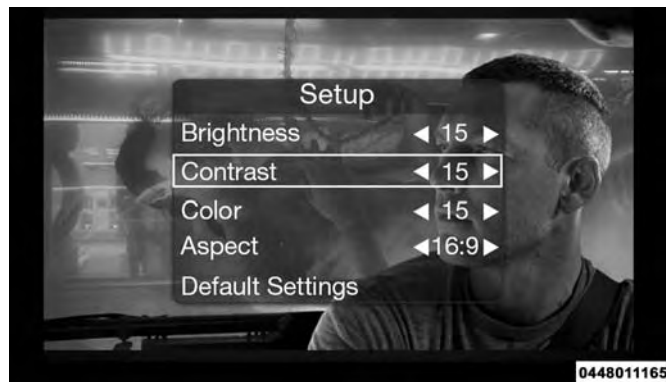 Setup
Brightness ◀ 15 ▶
Contrast ◀ 15 ▶
Color ◀ 15 ▶
Aspect ◀16:9▶
Default Settings
0448011165